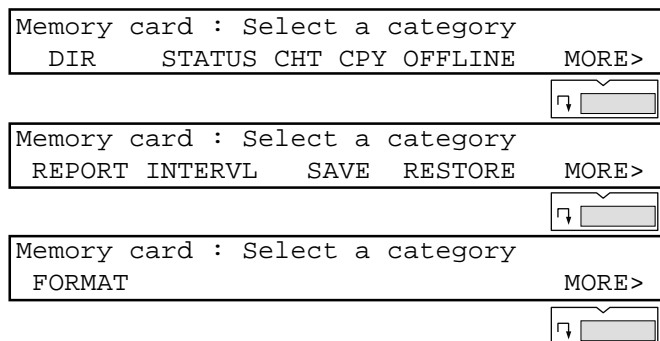 Memory card : Select a category
DIR STATUS CHT CPY OFFLINE MORE>
Memory card : Select a category
REPORT INTERVL SAVE RESTORE MORE>
Memory card : Select a category
FORMAT MORE>